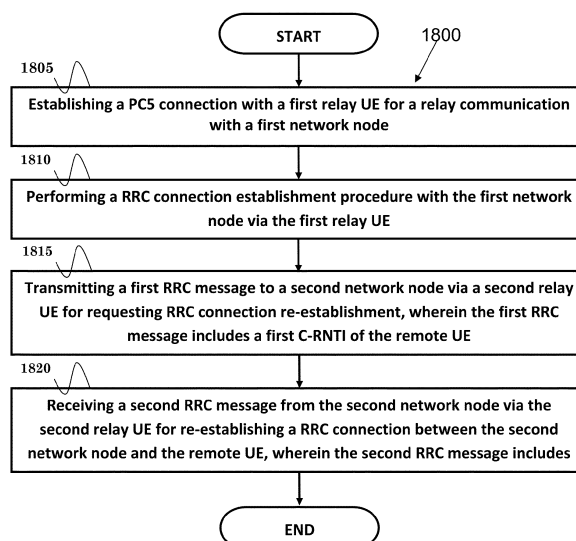 START
1800
1805
Establishing a PC5 connection with a first relay UE for a relay communication
with a first network node
1810
Performing a RRC connection establishment procedure with the first network
node via the first relay UE
1815
Transmitting a first RRC message to a second network node via a second relay
UE for requesting RRC connection re-establishment, wherein the first RRC
message includes a first C-RNTI of the remote UE
1820
Receiving a second RRC message from the second network node via the
second relay UE for re-establishing a RRC connection between the second
network node and the remote UE, wherein the second RRC message includes
END